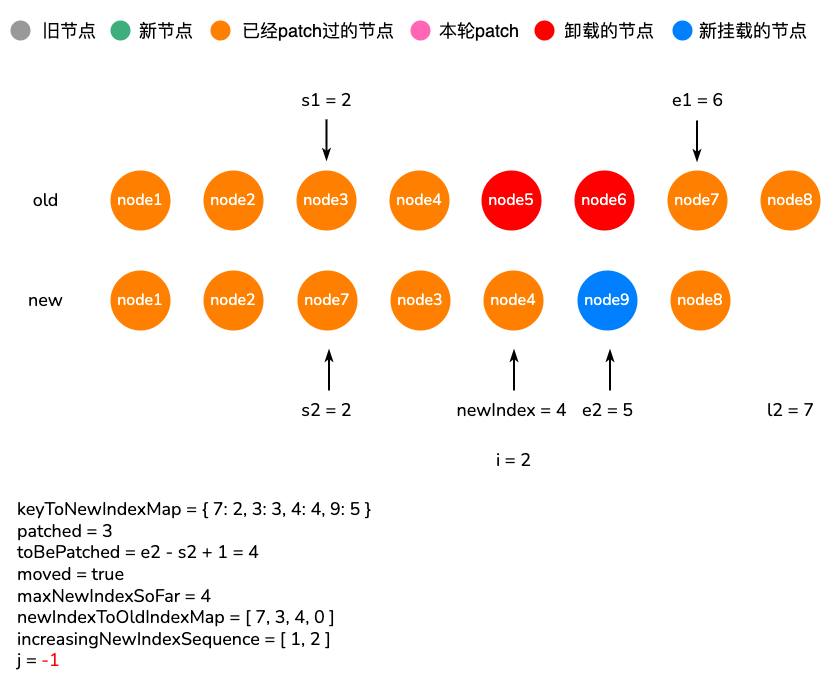 旧节点 新节点 已经patch过的节点 本轮patch 卸载的节点 新挂载的节点
s1 = 2 e1 = 6
old node1 node2 node3 node4 node5 node6 node7 node8
new node1 node2 node7 node3 node4 node9 node8
s2 = 2 newIndex = 4 e2 = 5 l2 = 7
i = 2
keyToNewIndexMap = { 7: 2, 3: 3, 4: 4, 9: 5 }
patched = 3
toBePatched = e2 - s2 + 1 = 4
moved = true
maxNewIndexSoFar = 4
newIndexToOldIndexMap = [ 7, 3, 4, 0 ]
increasingNewIndexSequence = [ 1, 2 ]
j = -1